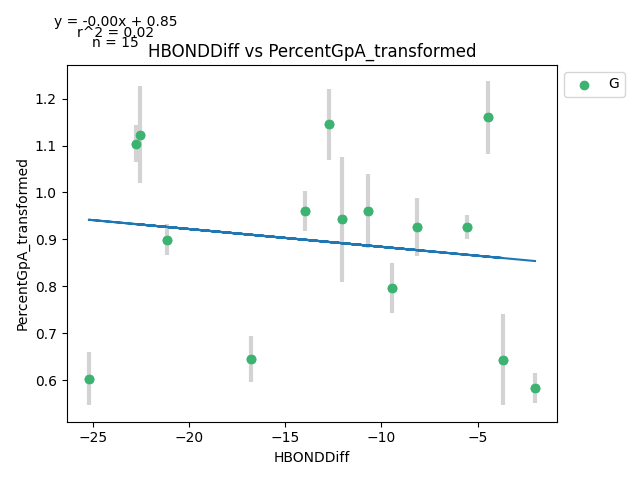 y = -0.00x + 0.85
r^2 = 0.02
n = 15
HBONDDiff vs PercentGpA_transformed
G
PercentGpA_transformed
1.2
1.1
1.0
0.9
0.8
0.7
0.6
−25
−20
−15
−10
−5
HBONDDiff